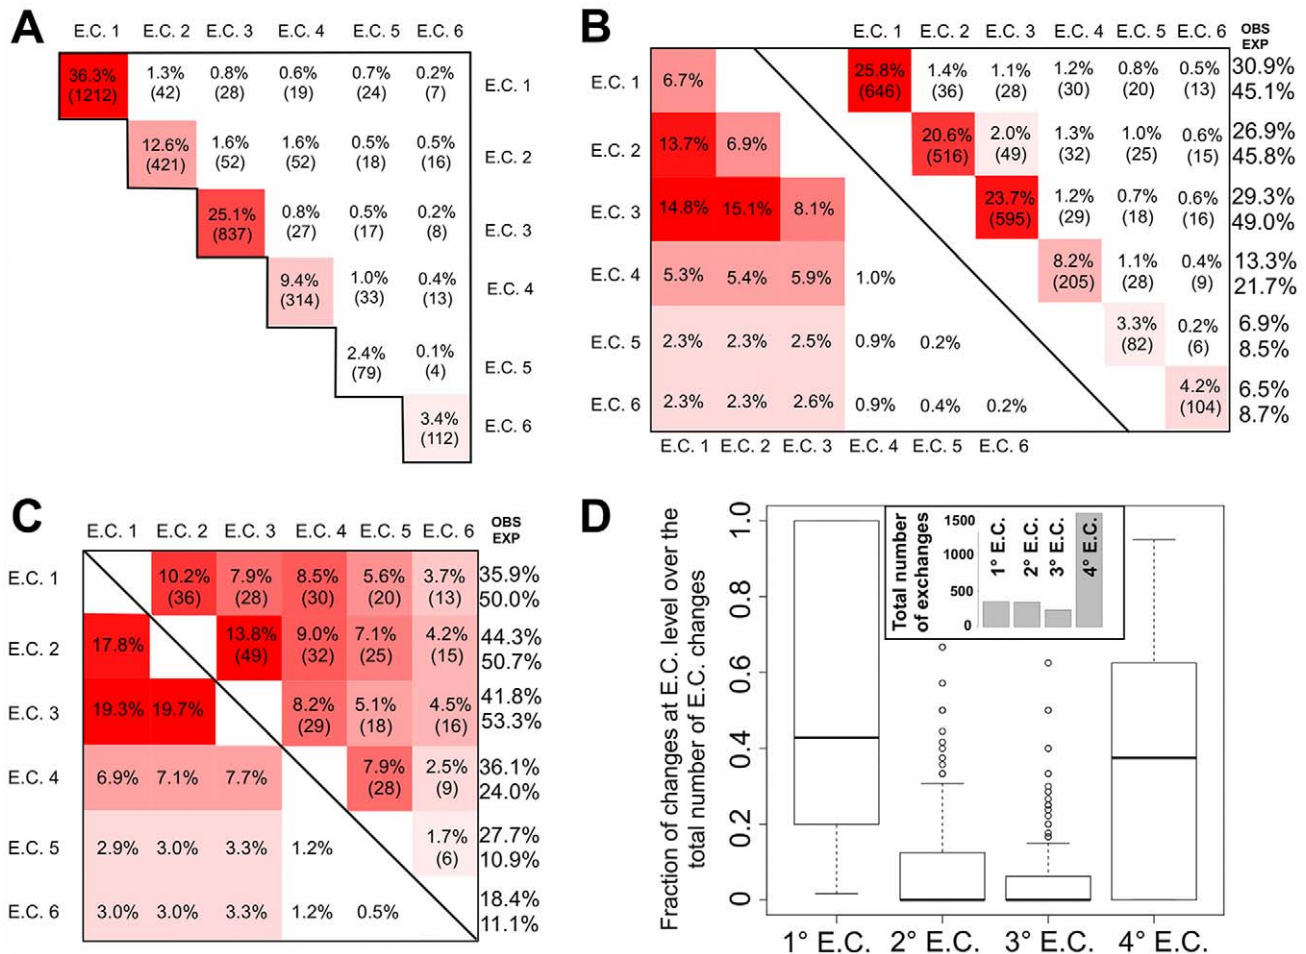 A
E.C. 1 E.C. 2 E.C. 3 E.C. 4 E.C. 5 E.C. 6
36.3% 1.3% 0.8% 0.6% 0.7% 0.2%
(1212) (42) (28) (19) (24) (7)
E.C. 1
12.6% 1.6% 1.6% 0.5% 0.5%
(421) (52) (52) (18) (16)
E.C. 2
25.1% 0.8% 0.5% 0.2%
(837) (27) (17) (8)
E.C. 3
9.4% 1.0% 0.4%
(314) (33) (13)
E.C. 4
2.4% 0.1%
(79) (4)
E.C. 5
3.4%
(112)
E.C. 6
B
E.C. 1 E.C. 2 E.C. 3 E.C. 4 E.C. 5 E.C. 6
OBS
EXP
E.C. 1 6.7%
25.8% 1.4% 1.1% 1.2% 0.8% 0.5% 30.9%
(646) (36) (28) (30) (20) (13) 45.1%
E.C. 2 13.7% 6.9%
20.6% 2.0% 1.3% 1.0% 0.6% 26.9%
(516) (49) (32) (25) (15) 45.8%
E.C. 3 14.8% 15.1% 8.1%
23.7% 1.2% 0.7% 0.6% 29.3%
(595) (29) (18) (16) 49.0%
E.C. 4 5.3% 5.4% 5.9% 1.0%
8.2% 1.1% 0.4% 13.3%
(205) (28) (9) 21.7%
E.C. 5 2.3% 2.3% 2.5% 0.9% 0.2%
3.3% 0.2% 6.9%
(82) (6) 8.5%
E.C. 6 2.3% 2.3% 2.6% 0.9% 0.4% 0.2%
4.2% 6.5%
(104) 8.7%
E.C. 1 E.C. 2 E.C. 3 E.C. 4 E.C. 5 E.C. 6
C
E.C. 1 E.C. 2 E.C. 3 E.C. 4 E.C. 5 E.C. 6
OBS
EXP
E.C. 1
10.2% 7.9% 8.5% 5.6% 3.7% 35.9%
(36) (28) (30) (20) (13) 50.0%
E.C. 2 17.8%
13.8% 9.0% 7.1% 4.2% 44.3%
(49) (32) (25) (15) 50.7%
E.C. 3 19.3% 19.7%
8.2% 5.1% 4.5% 41.8%
(29) (18) (16) 53.3%
E.C. 4 6.9% 7.1% 7.7%
7.9% 2.5% 36.1%
(28) (9) 24.0%
E.C. 5 2.9% 3.0% 3.3% 1.2%
1.7% 27.7%
(6) 10.9%
E.C. 6 3.0% 3.0% 3.3% 1.2% 0.5%
18.4%
11.1%
D
Fraction of changes at E.C. level over the
total number of E.C. changes
1.0
0.8
0.6
0.4
0.2
0
Total number
of exchanges
1500
1000
500
0
1° E.C.
2° E.C.
3° E.C.
4° E.C.
1° E.C. 2° E.C. 3° E.C. 4° E.C.